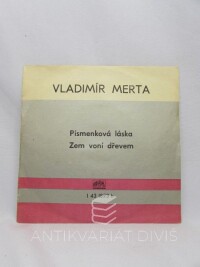 VLADIMÍR MERTA
Písmenková láska
Zem voní dřevem
ANTIKVARIÁT DIVIŠ